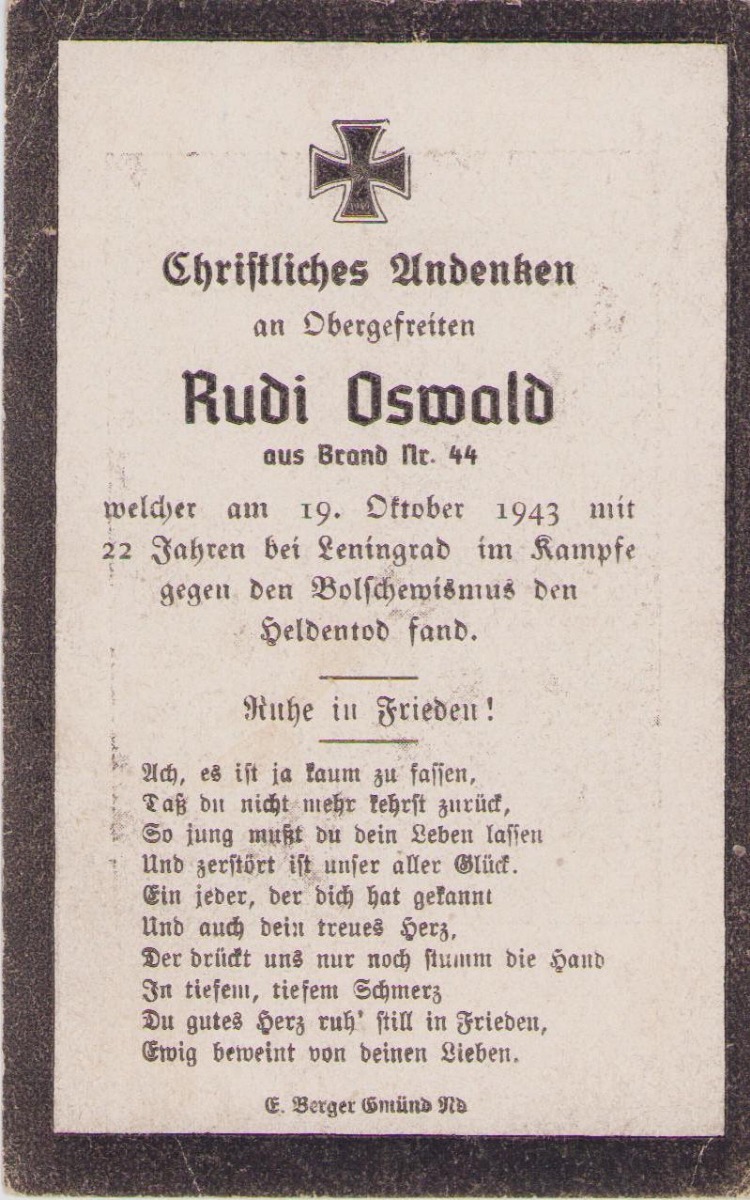 Christliches Andenken
an Obergefreiten
Rudi Oswald
aus Brand Nr. 44
welcher am 19. Oktober 1943 mit
22 Jahren bei Leningrad im Kampfe
gegen den Bolschewismus den
Heldentod fand.
Ruhe in Frieden!
Ach, es ist ja kaum zu fassen,
Taß du nicht mehr kehrst zurück,
So jung mußt du dein Leben lassen
Und zerstört ist unser aller Glück.
Ein jeder, der dich hat gekannt
Und auch dein treues Herz,
Der drückt uns nur noch stumm die Hand
In tiefem, tiefem Schmerz
Du gutes Herz ruh' still in Frieden,
Ewig beweint von deinen Lieben.
E. Berger Gmünd Nd